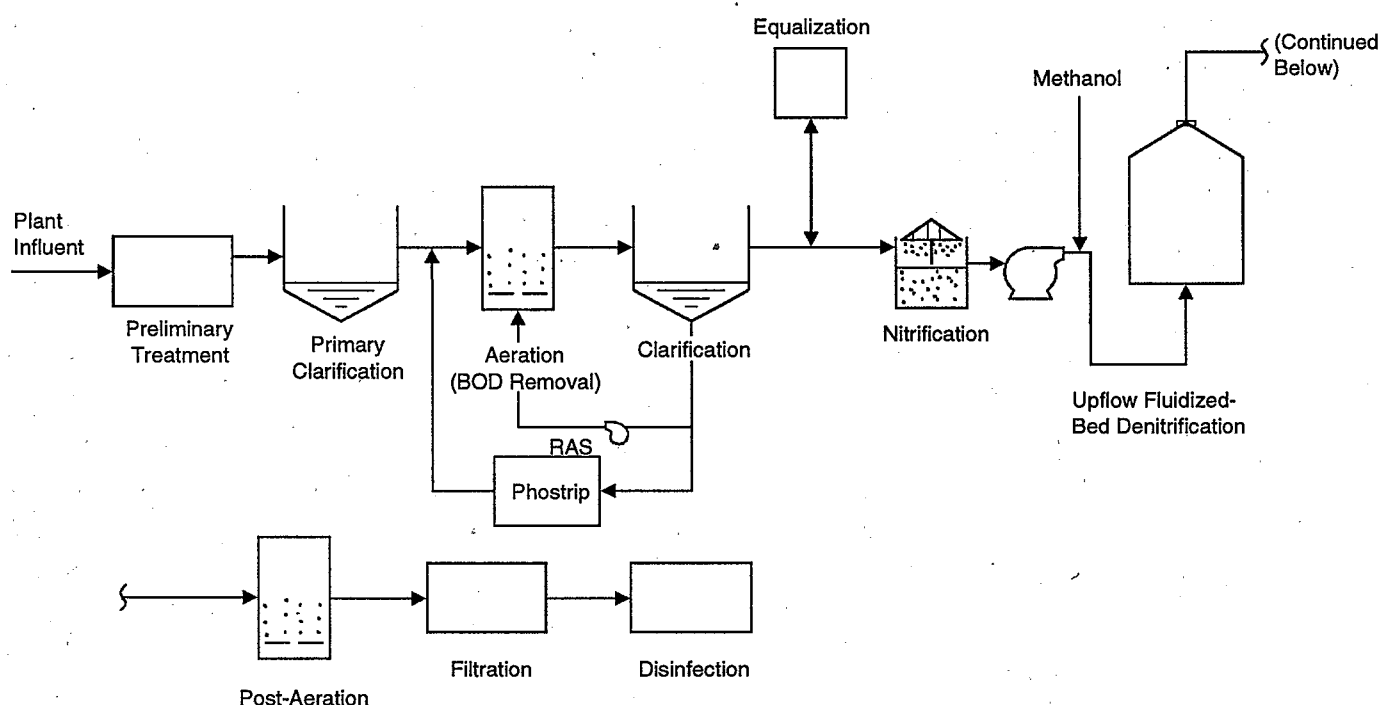 Equalization
(Continued
Below)
Methanol
Plant
Influent
Preliminary
Treatment
Primary
Clarification
Aeration
(BOD Removal)
Clarification
Nitrification
Upflow Fluidized-
Bed Denitrification
RAS
Phostrip
Post-Aeration
Filtration
Disinfection